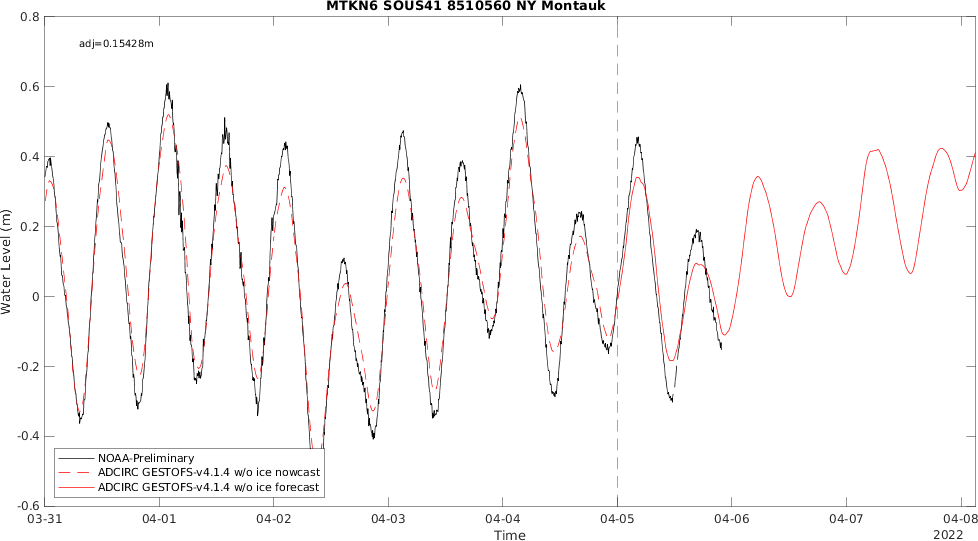 MTKN6 SOUS41 8510560 NY Montauk
adj=0.15428m
0.8
0.6
0.4
0.2
0
-0.2
-0.4
-0.6
Water Level (m)
NOAA-Preliminary
ADCIRC GESTOFS-v4.1.4 w/o ice nowcast
ADCIRC GESTOFS-v4.1.4 w/o ice forecast
03-31 04-01 04-02 04-03 04-04 04-05 04-06 04-07 04-08
Time
2022